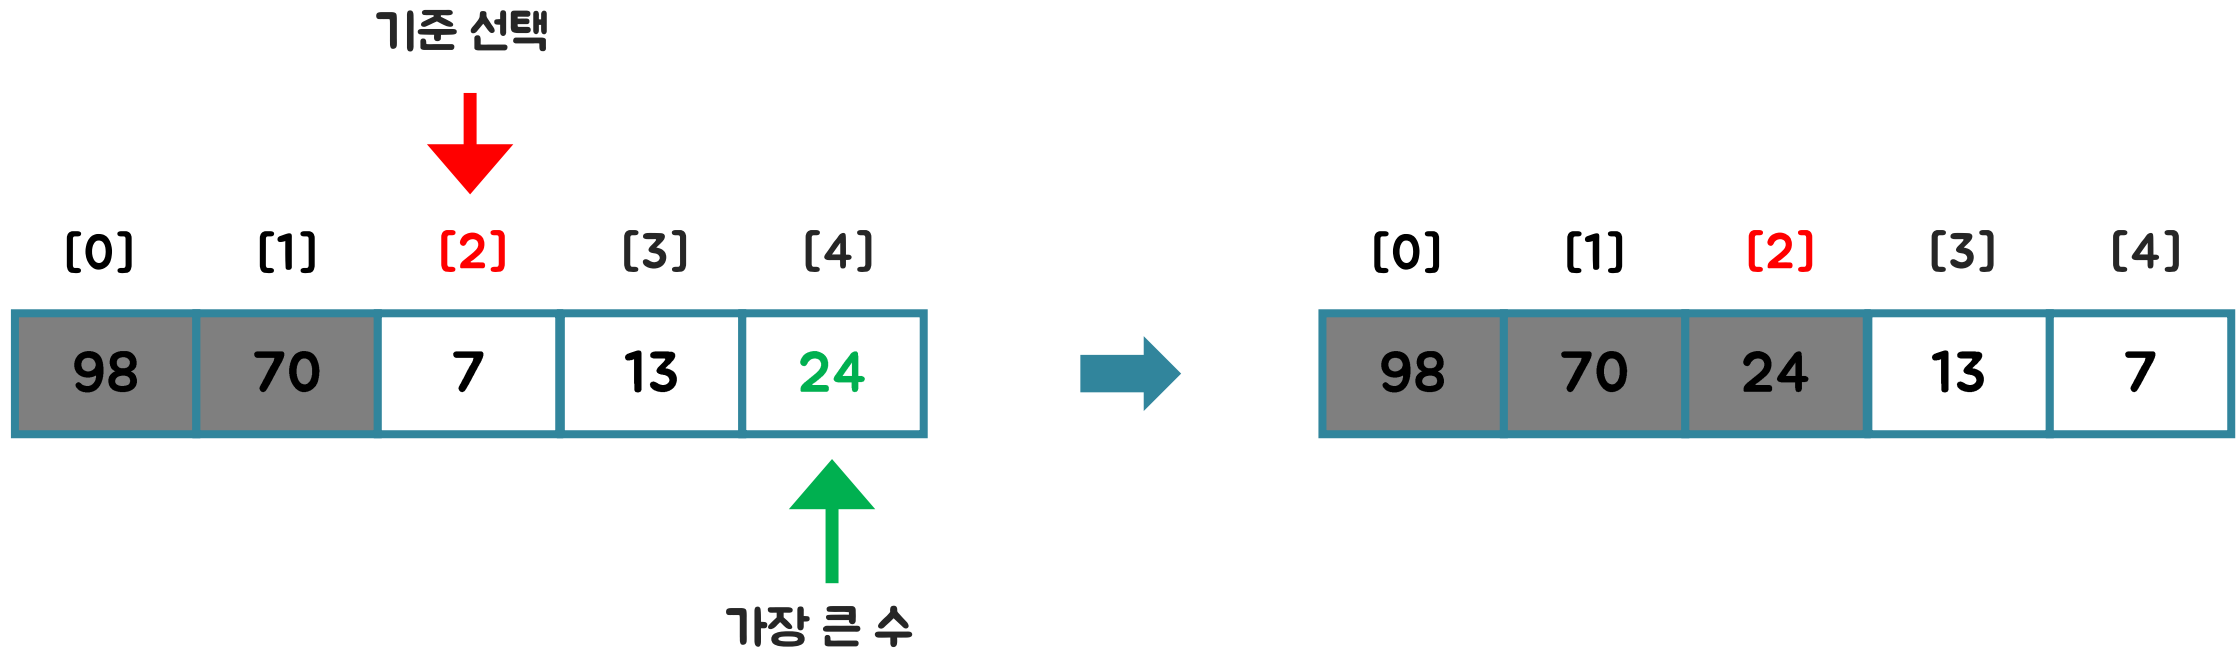 기준 선택
[0] [1] [2] [3] [4]
98 70 7 13 24
가장 큰 수
[0] [1] [2] [3] [4]
98 70 24 13 7